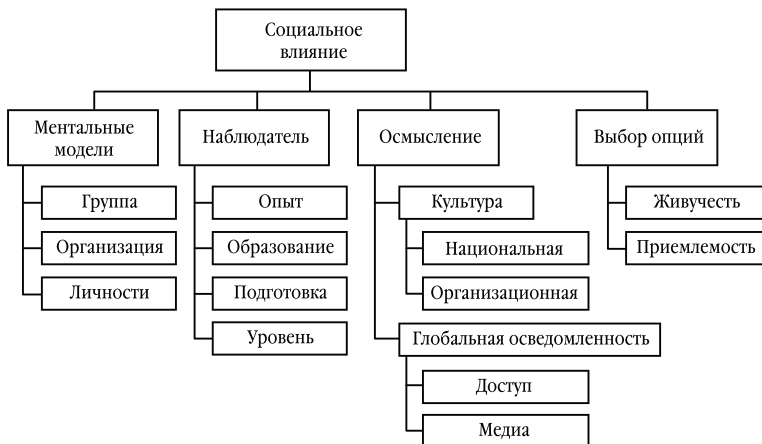 Социальное
влияние
Ментальные
модели
Группа
Организация
Личности
Наблюдатель
Опыт
Образование
Подготовка
Уровень
Осмысление
Культура
Национальная
Организационная
Глобальная осведомленность
Доступ
Медиа
Выбор опций
Живучесть
Приемлемость